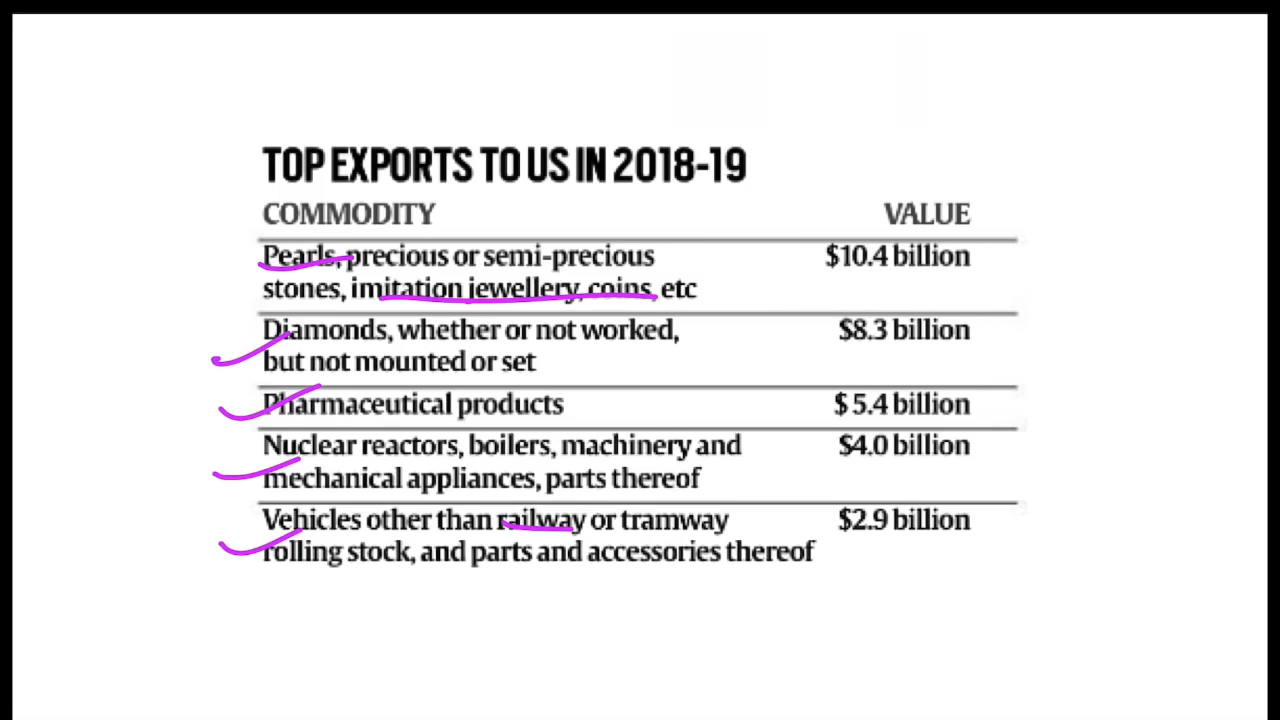 TOP EXPORTS TO US IN 2018-19
COMMODITY VALUE
Pearls, precious or semi-precious $10.4 billion
stones, imitation jewellery, coins, etc
Diamonds, whether or not worked, $8.3 billion
but not mounted or set
Pharmaceutical products $5.4 billion
Nuclear reactors, boilers, machinery and $4.0 billion
mechanical appliances, parts thereof
Vehicles other than railway or tramway $2.9 billion
rolling stock, and parts and accessories thereof